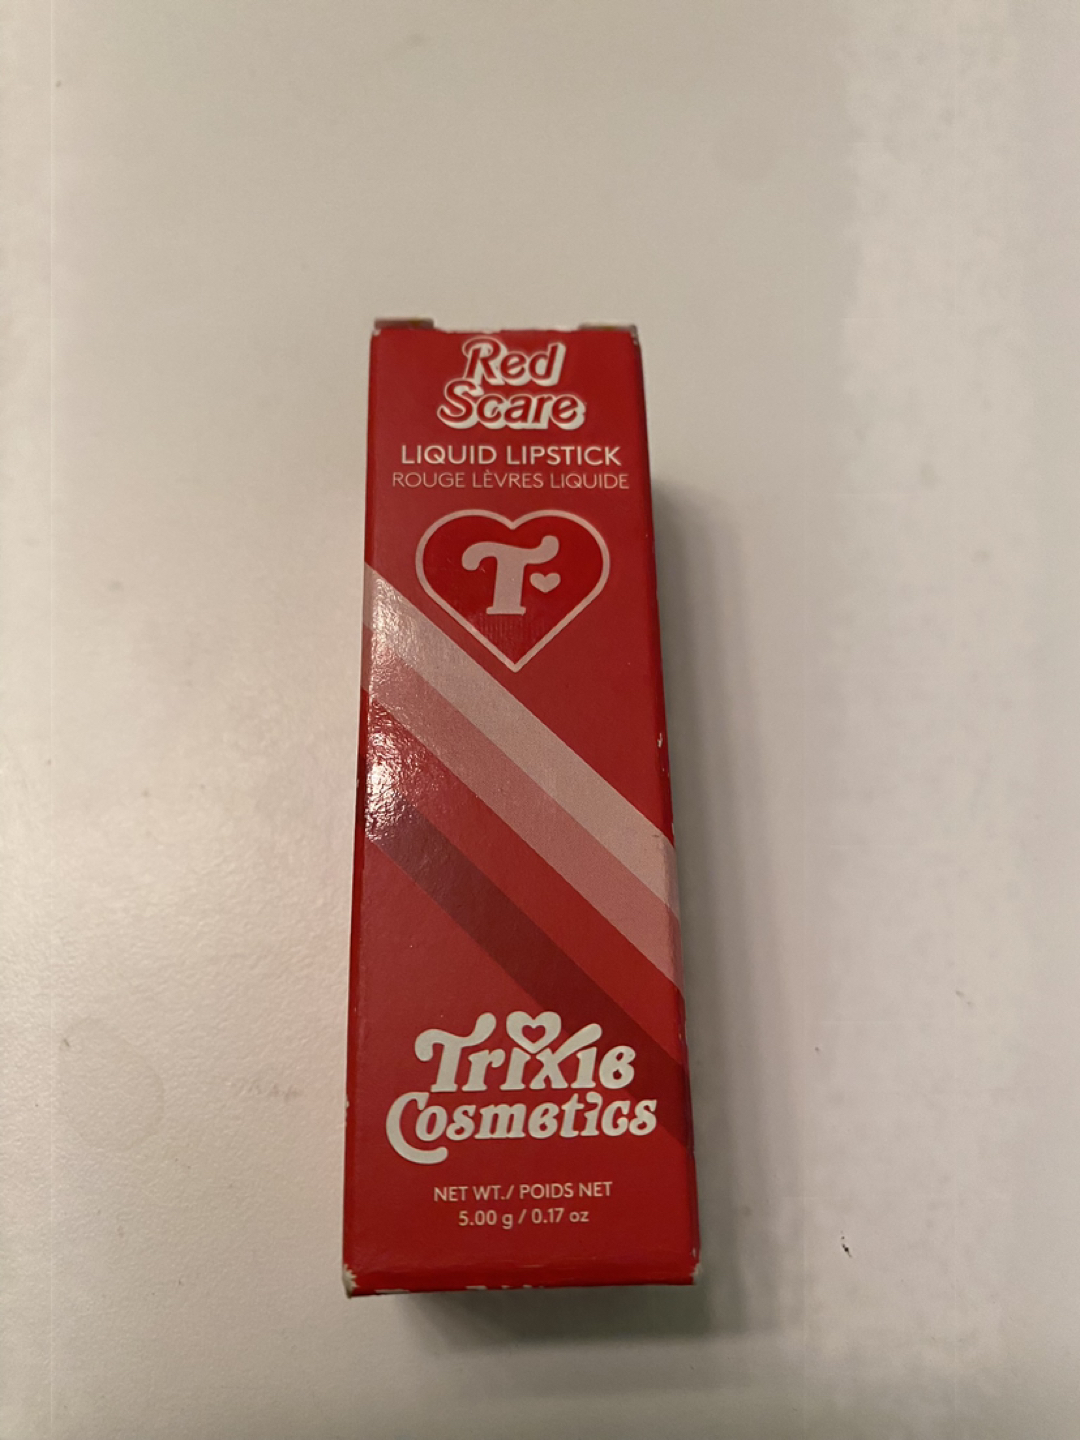 Red
Scare
LIQUID LIPSTICK
ROUGE LÈVRES LIQUIDE
T
Trixie
Cosmetics
NET WT./ POIDS NET
5.00 g / 0.17 oz